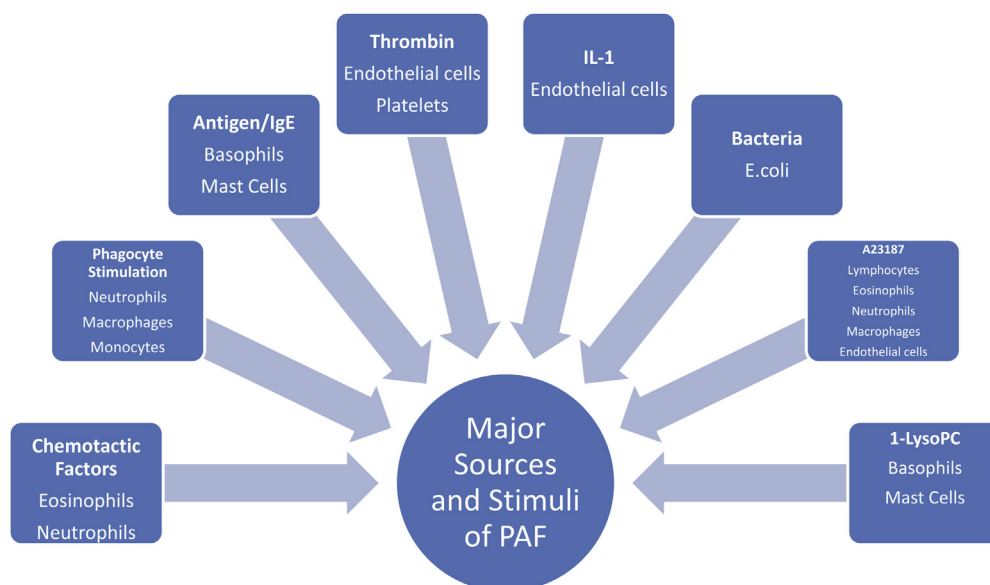 Chemotactic
Factors
Eosinophils
Neutrophils
Phagocyte
Stimulation
Neutrophils
Macrophages
Monocytes
Antigen/IgE
Basophils
Mast Cells
Thrombin
Endothelial cells
Platelets
IL-1
Endothelial cells
Bacteria
E.coli
A23187
Lymphocytes
Eosinophils
Neutrophils
Macrophages
Endothelial cells
1-LysoPC
Basophils
Mast Cells
Major
Sources
and Stimuli
of PAF